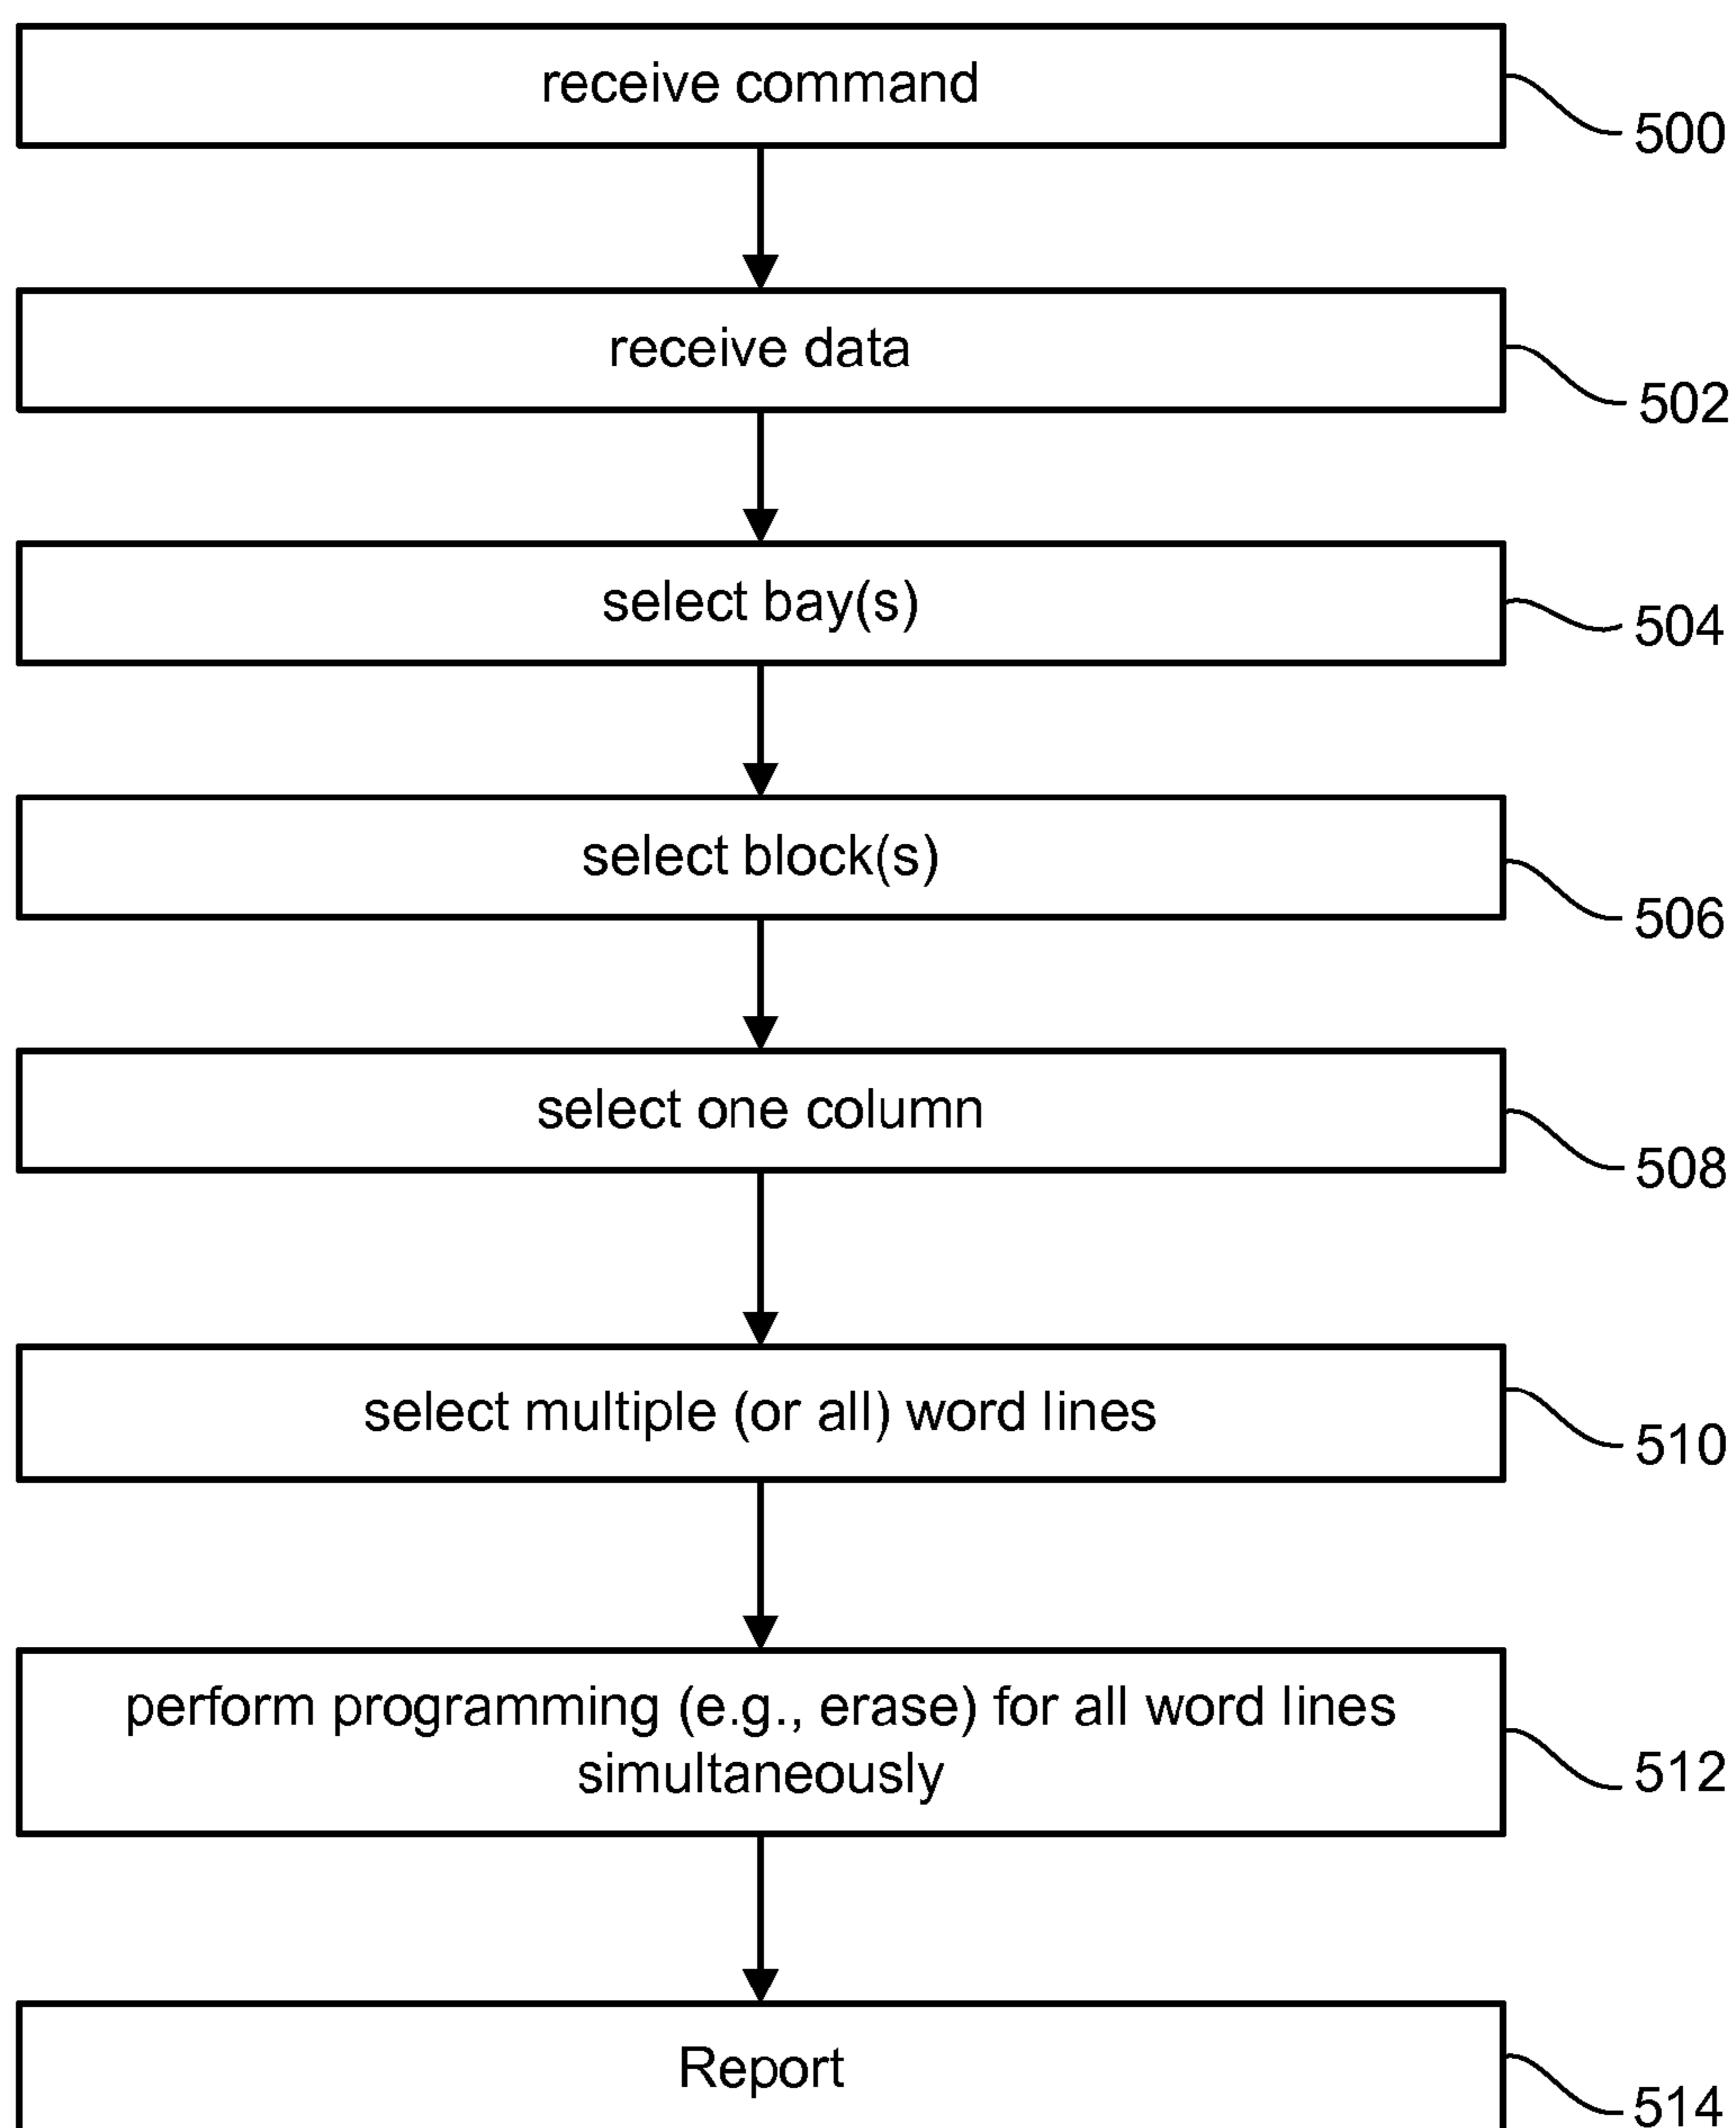 receive command
500
receive data
502
select bay(s)
504
select block(s)
506
select one column
508
select multiple (or all) word lines
510
perform programming (e.g., erase) for all word lines
simultaneously
512
Report
514